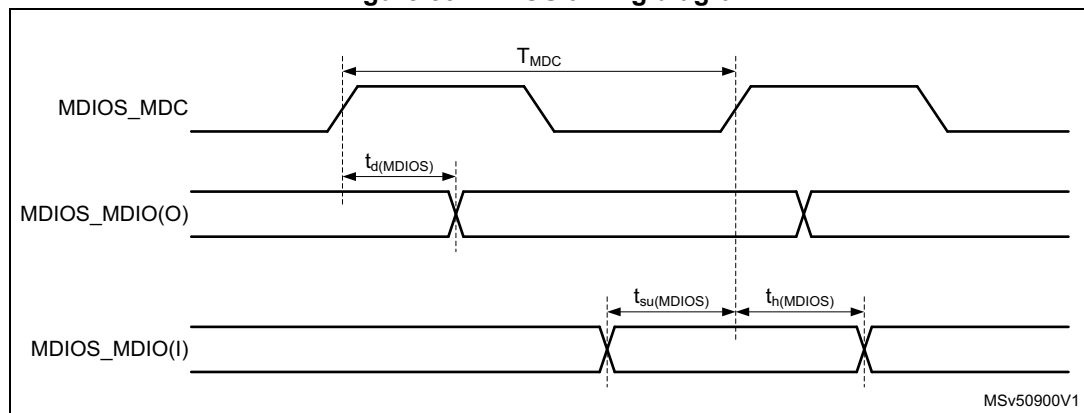 T_MDC
MDIOS_MDC
t_d(MDIOS)
MDIOS_MDIO(O)
t_su(MDIOS) t_h(MDIOS)
MDIOS_MDIO(I)
MSv50900V1